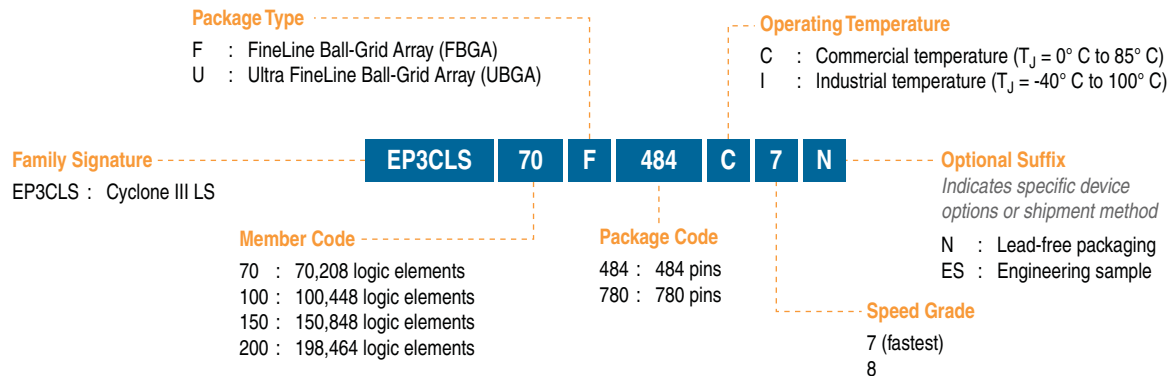 Package Type
F : FineLine Ball-Grid Array (FBGA)
U : Ultra FineLine Ball-Grid Array (UBGA)
Operating Temperature
C : Commercial temperature (TJ = 0° C to 85° C)
I : Industrial temperature (TJ = -40° C to 100° C)
Family Signature
EP3CLS : Cyclone III LS
EP3CLS 70 F 484 C 7 N
Optional Suffix
Indicates specific device
options or shipment method
N : Lead-free packaging
ES : Engineering sample
Member Code
70 : 70,208 logic elements
100 : 100,448 logic elements
150 : 150,848 logic elements
200 : 198,464 logic elements
Package Code
484 : 484 pins
780 : 780 pins
Speed Grade
7 (fastest)
8